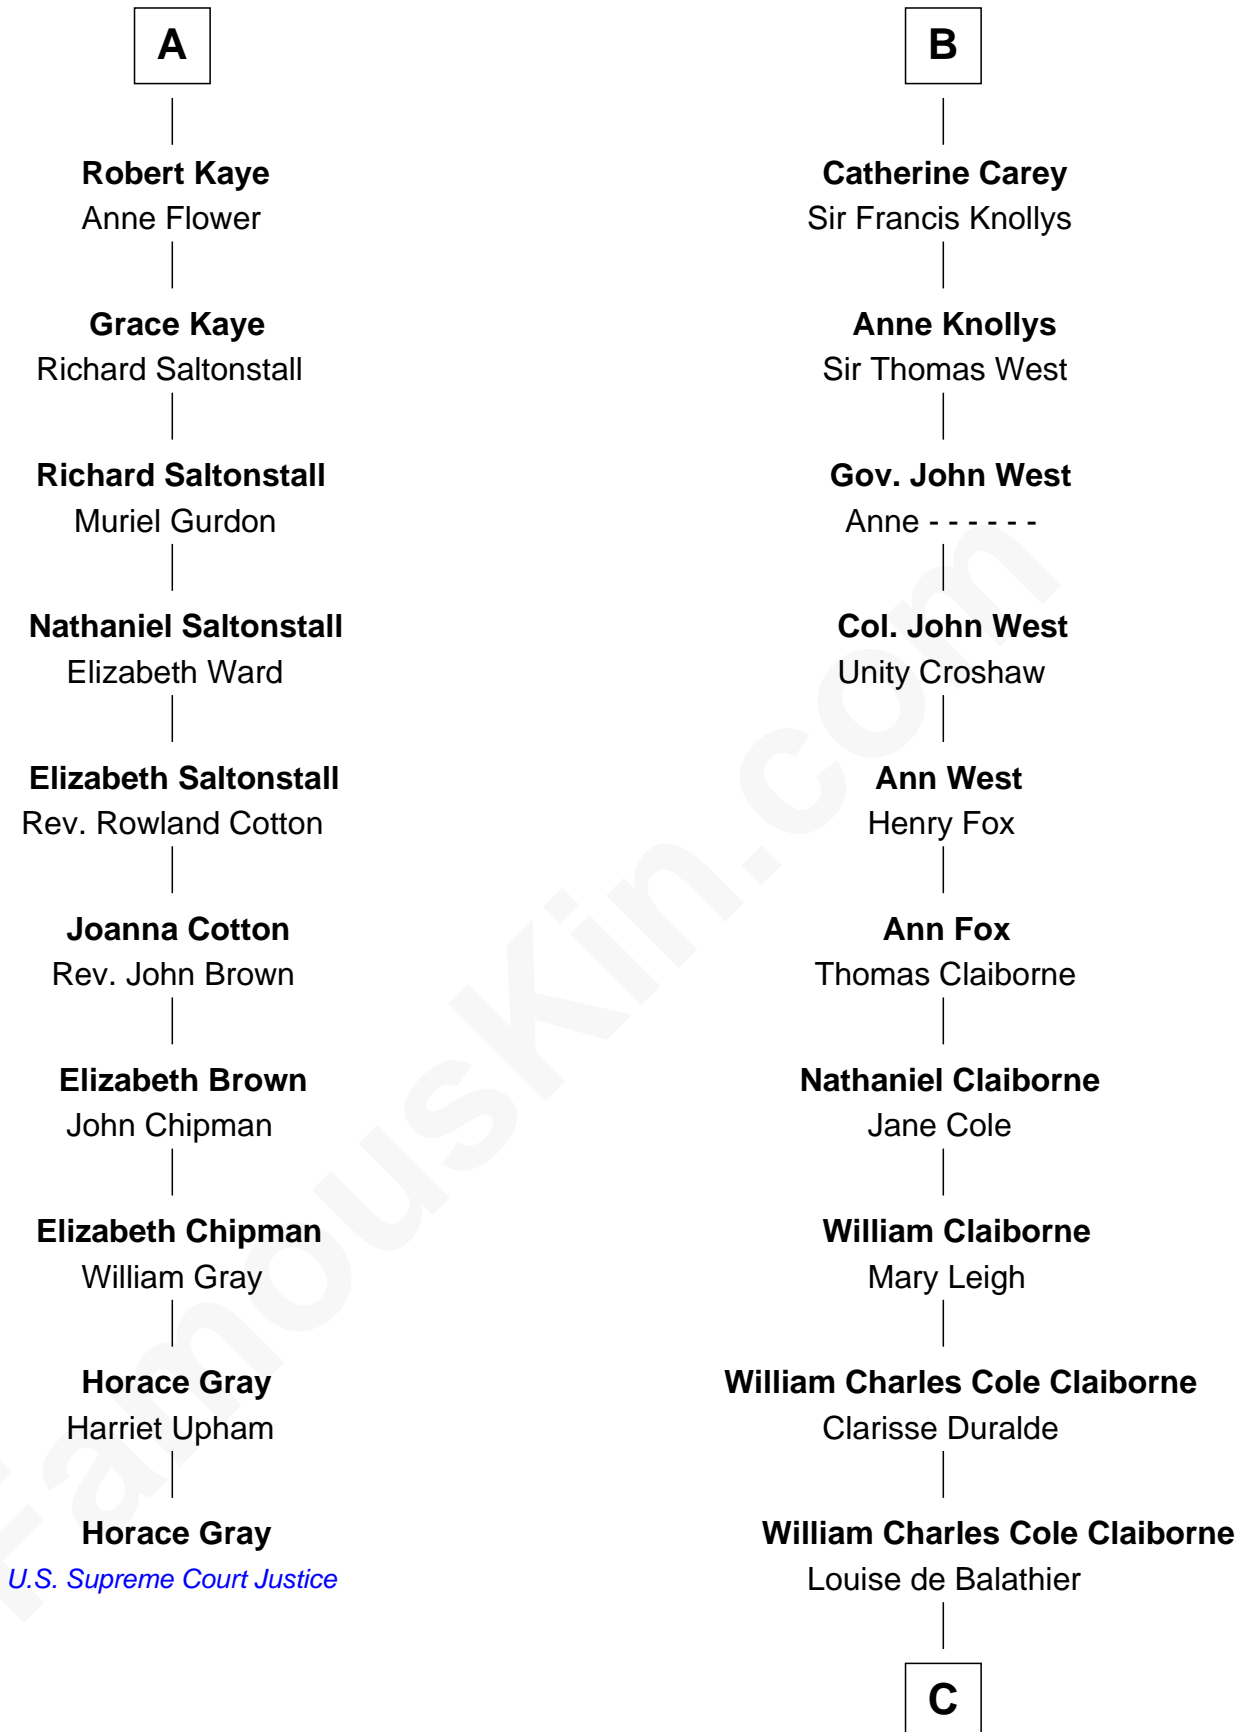 A
Robert Kaye
Anne Flower
Grace Kaye
Richard Saltonstall
Richard Saltonstall
Muriel Gurdon
Nathaniel Saltonstall
Elizabeth Ward
Elizabeth Saltonstall
Rev. Rowland Cotton
Joanna Cotton
Rev. John Brown
Elizabeth Brown
John Chipman
Elizabeth Chipman
William Gray
Horace Gray
Harriet Upham
Horace Gray
U.S. Supreme Court Justice
B
Catherine Carey
Sir Francis Knollys
Anne Knollys
Sir Thomas West
Gov. John West
Anne - - - - - -
Col. John West
Unity Croshaw
Ann West
Henry Fox
Ann Fox
Thomas Claiborne
Nathaniel Claiborne
Jane Cole
William Claiborne
Mary Leigh
William Charles Cole Claiborne
Clarisse Duralde
William Charles Cole Claiborne
Louise de Balathier
C
FamousKin.com